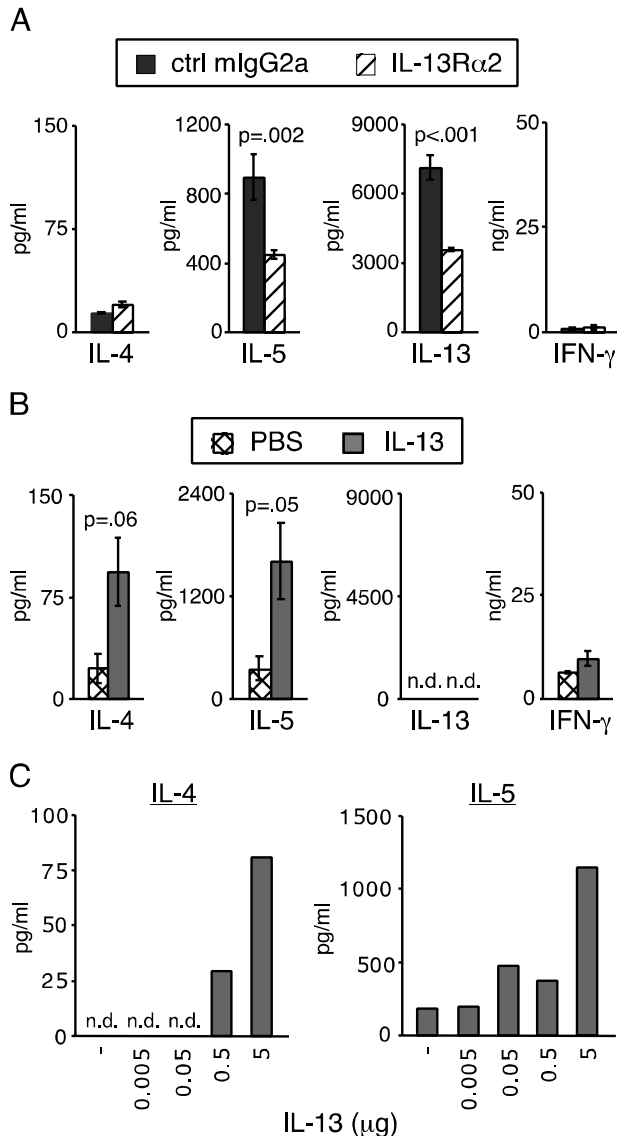 A
ctrl mIgG2a IL-13Rα2
150 75 0 pg/ml IL-4
1200 800 400 0 pg/ml p=.002 IL-5
9000 6000 3000 0 pg/ml p<.001 IL-13
50 25 0 ng/ml IFN-γ
B
PBS IL-13
150 75 0 pg/ml p=.06 IL-4
2400 1200 0 pg/ml p=.05 IL-5
9000 4500 0 pg/ml n.d. n.d. IL-13
50 25 0 ng/ml IFN-γ
C
IL-4
100 75 50 25 0 pg/ml
n.d. n.d. n.d.
- 0.005 0.05 0.5 5
IL-5
1500 1000 500 0 pg/ml
- 0.005 0.05 0.5 5
IL-13 (μg)